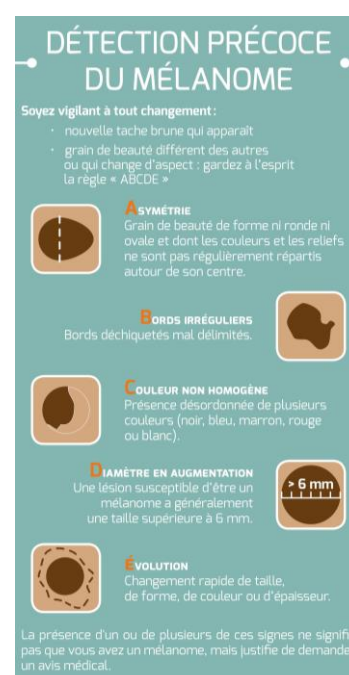 DÉTECTION PRÉCOCE
DU MÉLANOME
Soyez vigilant à tout changement :
· nouvelle tache brune qui apparaît
· grain de beauté différent des autres
ou qui change d'aspect : gardez à l'esprit
la règle « ABCDE »
ASYMÉTRIE
Grain de beauté de forme ni ronde ni
ovale et dont les couleurs et les reliefs
ne sont pas régulièrement répartis
autour de son centre.
BORDS IRRÉGULIERS
Bords déchiquetés mal délimités.
COULEUR NON HOMOGÈNE
Présence désordonnée de plusieurs
couleurs (noir, bleu, marron, rouge
ou blanc).
DIAMÈTRE EN AUGMENTATION
Une lésion susceptible d'être un
mélanome a généralement
une taille supérieure à 6 mm.
> 6 mm
ÉVOLUTION
Changement rapide de taille,
de forme, de couleur ou d'épaisseur.
La présence d'un ou de plusieurs de ces signes ne signifi
pas que vous avez un mélanome, mais justifie de demande
un avis médical.